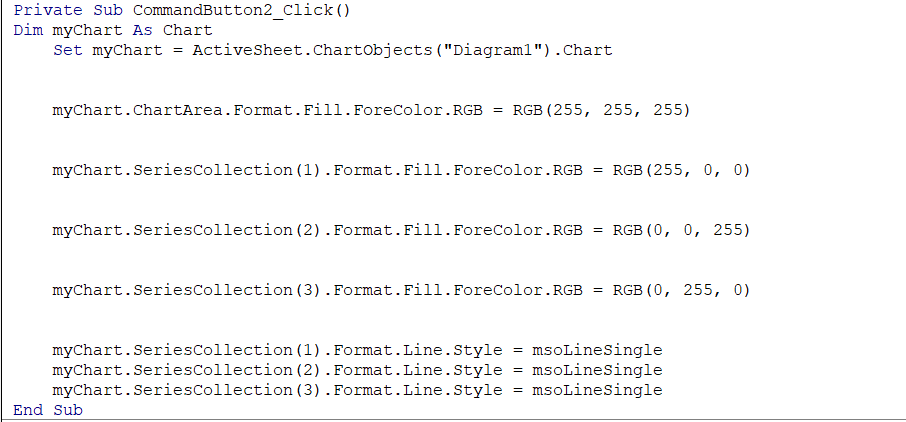 Private Sub CommandButton2_Click()
Dim myChart As Chart
    Set myChart = ActiveSheet.ChartObjects("Diagram1").Chart
    myChart.ChartArea.Format.Fill.ForeColor.RGB = RGB(255, 255, 255)
    myChart.SeriesCollection(1).Format.Fill.ForeColor.RGB = RGB(255, 0, 0)
    myChart.SeriesCollection(2).Format.Fill.ForeColor.RGB = RGB(0, 0, 255)
    myChart.SeriesCollection(3).Format.Fill.ForeColor.RGB = RGB(0, 255, 0)
    myChart.SeriesCollection(1).Format.Line.Style = msoLineSingle
    myChart.SeriesCollection(2).Format.Line.Style = msoLineSingle
    myChart.SeriesCollection(3).Format.Line.Style = msoLineSingle
End Sub